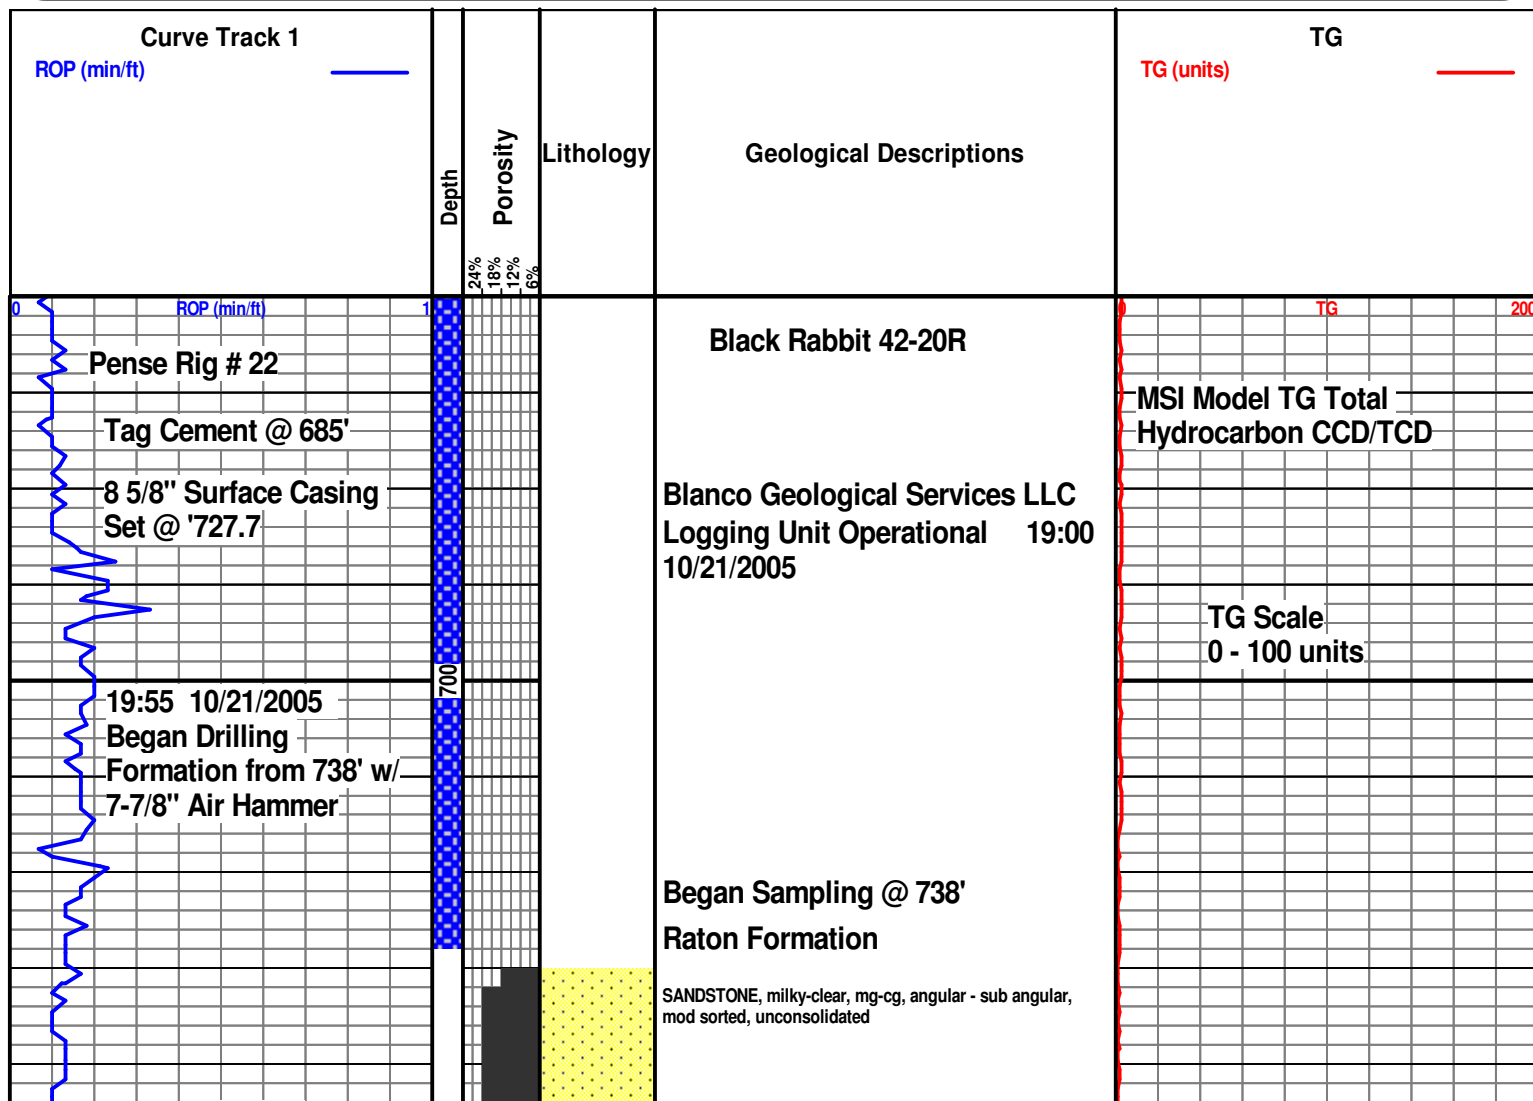 Curve Track 1
ROP (min/ft)
Depth
Porosity
24%
18%
12%
6%
Lithology
Geological Descriptions
TG
TG (units)
0 ROP (min/ft) 1
Pense Rig # 22
Tag Cement @ 685'
8 5/8" Surface Casing
Set @ '727.7
700
19:55 10/21/2005
Began Drilling
Formation from 738' w/
7-7/8" Air Hammer
Black Rabbit 42-20R
Blanco Geological Services LLC
Logging Unit Operational 19:00
10/21/2005
Began Sampling @ 738'
Raton Formation
SANDSTONE, milky-clear, mg-cg, angular - sub angular,
mod sorted, unconsolidated
0 TG 200
MSI Model TG Total
Hydrocarbon CCD/TCD
TG Scale
0 - 100 units